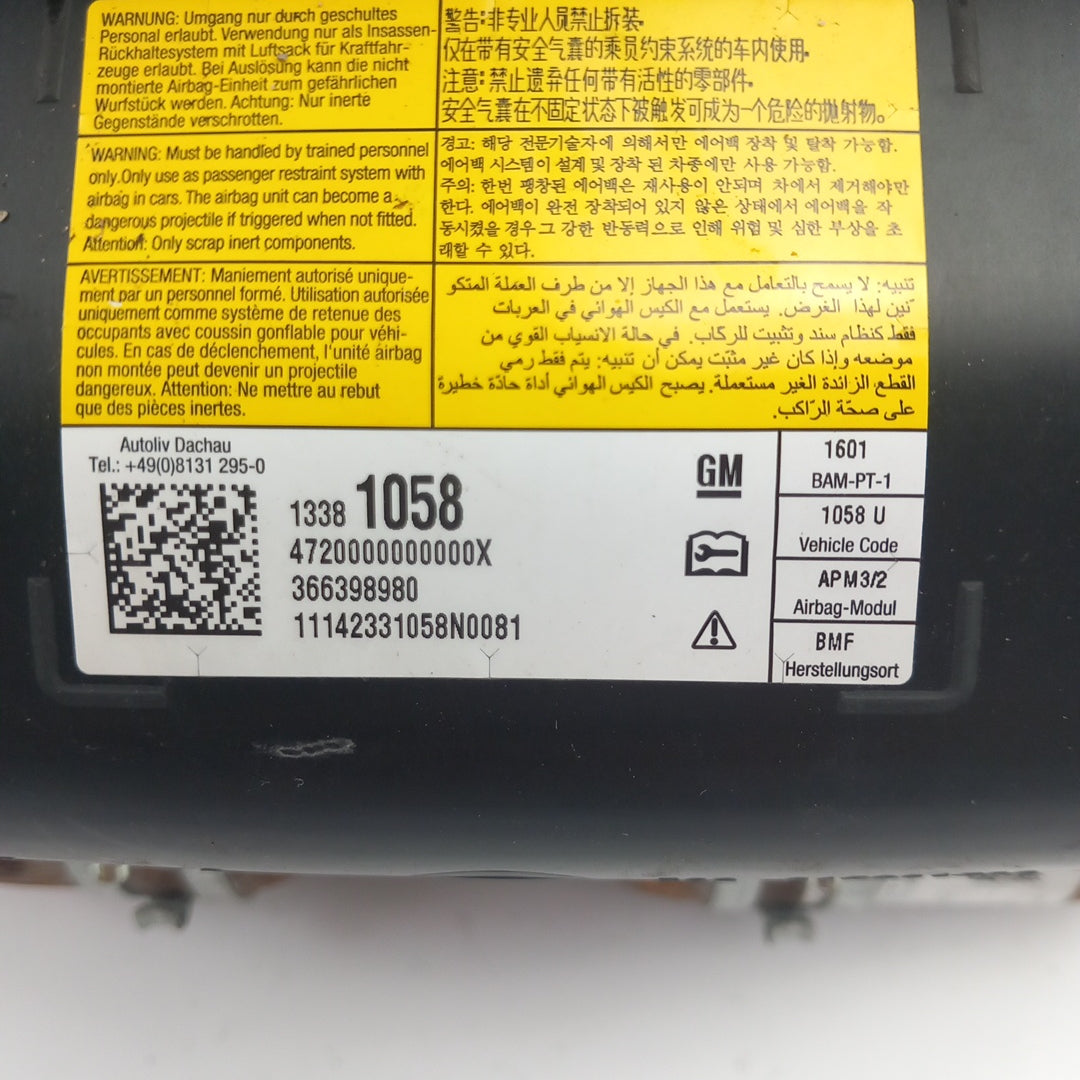 WARNUNG: Umgang nur durch geschultes
Personal erlaubt. Verwendung nur als Insassen-
Rückhaltesystem mit Luftsack für Kraftfahr-
zeuge erlaubt. Bei Auslösung kann die nicht
montierte Airbag-Einheit zum gefährlichen
Wurfstück werden. Achtung: Nur inerte
Gegenstände verschrotten.
警告:非专业人员禁止拆装.
仅在带有安全气囊的乘员约束系统的车内使用.
注意:禁止遗弃任何带有活性的零部件.
安全气囊在不固定状态下被触发可成为一个危险的抛射物。
WARNING: Must be handled by trained personnel
only.Only use as passenger restraint system with
airbag in cars. The airbag unit can become a
dangerous projectile if triggered when not fitted.
Attention: Only scrap inert components.
경고: 해당 전문기술자에 의해서만 에어백 장착 및 탈착 가능함.
에어백 시스템이 설계 및 장착 된 차종에만 사용 가능함.
주의: 한번 팽창된 에어백은 재사용이 안되며 차에서 제거해야만
한다. 에어백이 완전 장착되어 있지 않은 상태에서 에어백을 작
동시켰을 경우 그 강한 반동력으로 인해 위험 및 심한 부상을 초
래할 수 있다.
AVERTISSEMENT: Maniement autorisé unique-
ment par un personnel formé. Utilisation autorisée
uniquement comme système de retenue des
occupants avec coussin gonflable pour véhi-
cules. En cas de déclenchement, l'unité airbag
non montée peut devenir un projectile
dangereux. Attention: Ne mettre au rebut
que des pièces inertes.
تنبيه: لا يسمح بالتعامل مع هذا الجهاز إلا من طرف العملة المتكو
تين لهذا الغرض. يستعمل مع الكيس الهوائي في العربات
فقط كنظام سند وتثبيت للركاب. في حالة الانسياب القوي من
موضعه وإذا كان غير مثبّت يمكن أن تنبيه: يتم فقط رمي
القطع الزائدة الغير مستعملة. يصبح الكيس الهوائي أداة حادّة خطيرة
على صحّة الرّاكب.
Autoliv Dachau
Tel.: +49(0)8131 295-0
1338 1058
4720000000000X
366398980
11142331058N0081
GM
1601
BAM-PT-1
1058 U
Vehicle Code
APM3/2
Airbag-Modul
BMF
Herstellungsort